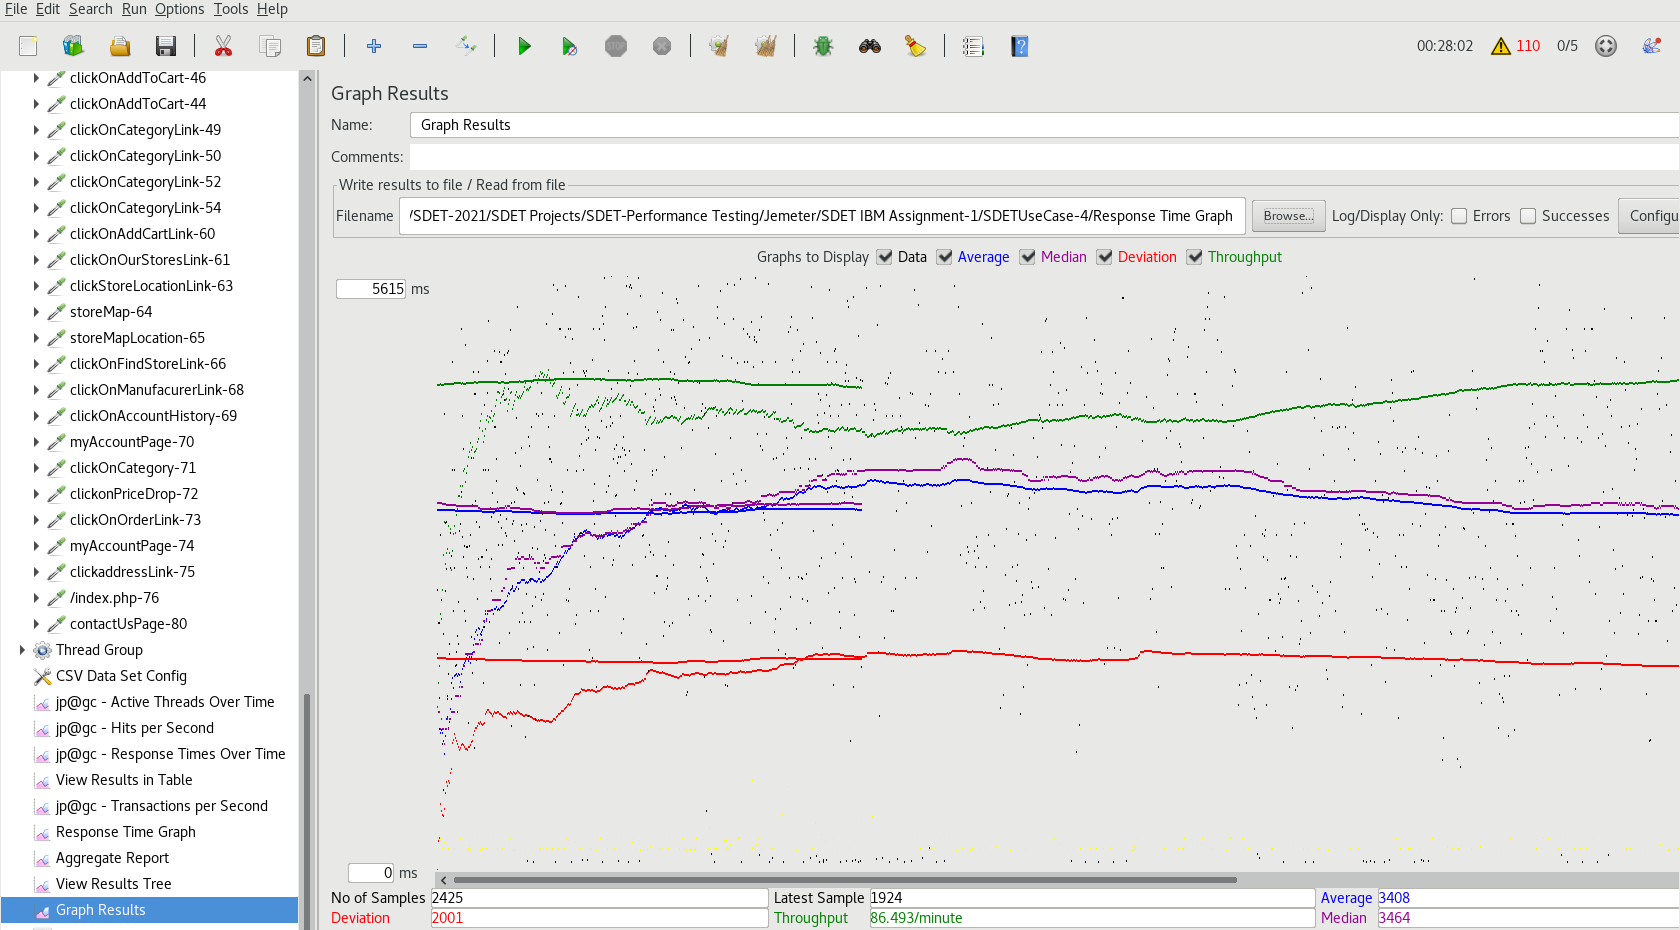 File Edit Search Run Options Tools Help
00:28:02 110 0/5
clickOnAddToCart-46
clickOnAddToCart-44
clickOnCategoryLink-49
clickOnCategoryLink-50
clickOnCategoryLink-52
clickOnCategoryLink-54
clickOnAddCartLink-60
clickOnOurStoresLink-61
clickStoreLocationLink-63
storeMap-64
storeMapLocation-65
clickOnFindStoreLink-66
clickOnManufacurerLink-68
clickOnAccountHistory-69
myAccountPage-70
clickOnCategory-71
clickonPriceDrop-72
clickOnOrderLink-73
myAccountPage-74
clickaddressLink-75
/index.php-76
contactUsPage-80
Thread Group
CSV Data Set Config
jp@gc - Active Threads Over Time
jp@gc - Hits per Second
jp@gc - Response Times Over Time
View Results in Table
jp@gc - Transactions per Second
Response Time Graph
Aggregate Report
View Results Tree
Graph Results
Graph Results
Name: Graph Results
Comments:
Write results to file / Read from file
Filename /SDET-2021/SDET Projects/SDET-Performance Testing/Jemeter/SDET IBM Assignment-1/SDETUseCase-4/Response Time Graph Browse... Log/Display Only: Errors Successes Configu
Graphs to Display Data Average Median Deviation Throughput
5615 ms
0 ms
No of Samples 2425 Latest Sample 1924 Average 3408
Deviation 2001 Throughput 86.493/minute Median 3464